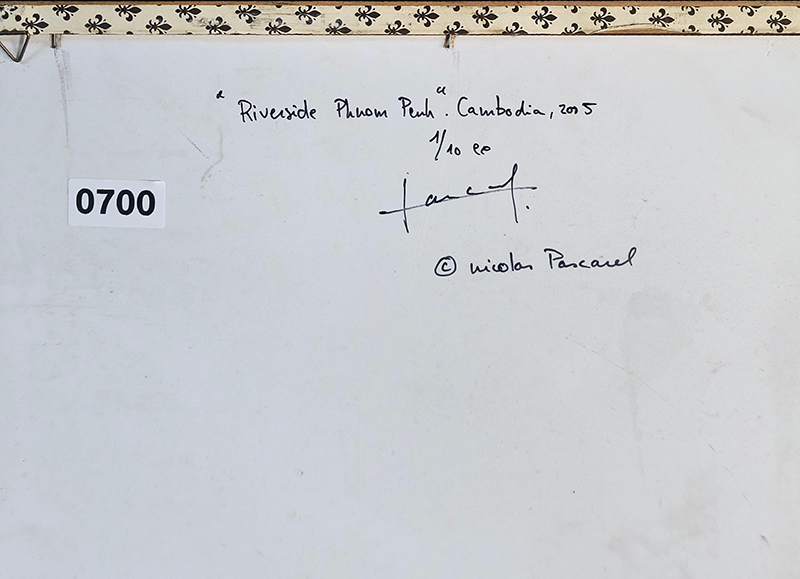 "Riverside Phnom Penh". Cambodia, 2005
1/10 ee
0700
© nicolas Pascarel